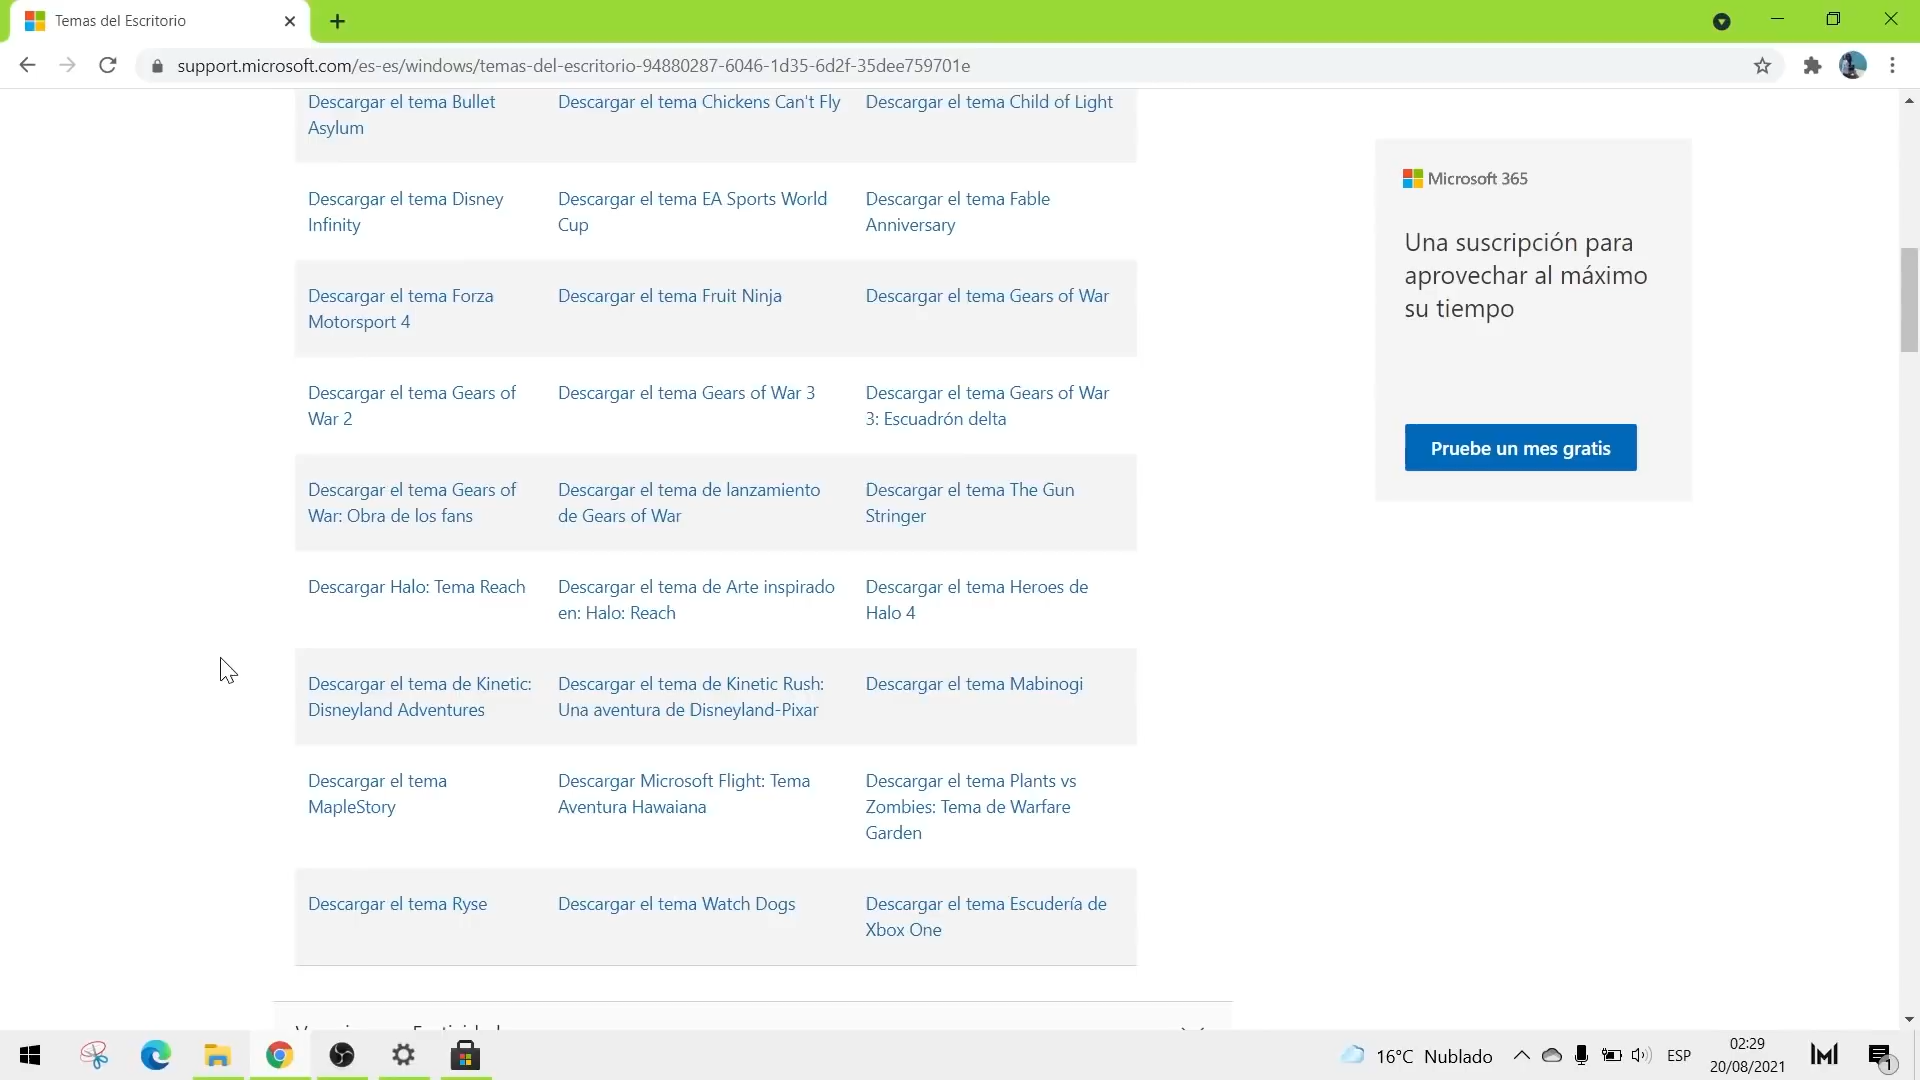 Temas del Escritorio
support.microsoft.com/es-es/windows/temas-del-escritorio-94880287-6046-1d35-6d2f-35dee759701e
Descargar el tema Bullet
Asylum
Descargar el tema Chickens Can't Fly
Descargar el tema Child of Light
Descargar el tema Disney
Infinity
Descargar el tema EA Sports World
Cup
Descargar el tema Fable
Anniversary
Descargar el tema Forza
Motorsport 4
Descargar el tema Fruit Ninja
Descargar el tema Gears of War
Descargar el tema Gears of
War 2
Descargar el tema Gears of War 3
Descargar el tema Gears of War
3: Escuadrón delta
Descargar el tema Gears of
War: Obra de los fans
Descargar el tema de lanzamiento
de Gears of War
Descargar el tema The Gun
Stringer
Descargar Halo: Tema Reach
Descargar el tema de Arte inspirado
en: Halo: Reach
Descargar el tema Heroes de
Halo 4
Descargar el tema de Kinetic:
Disneyland Adventures
Descargar el tema de Kinetic Rush:
Una aventura de Disneyland-Pixar
Descargar el tema Mabinogi
Descargar el tema
MapleStory
Descargar Microsoft Flight: Tema
Aventura Hawaiana
Descargar el tema Plants vs
Zombies: Tema de Warfare
Garden
Descargar el tema Ryse
Descargar el tema Watch Dogs
Descargar el tema Escudería de
Xbox One
Microsoft 365
Una suscripción para
aprovechar al máximo
su tiempo
Pruebe un mes gratis
16°C Nublado
ESP
02:29
20/08/2021
1